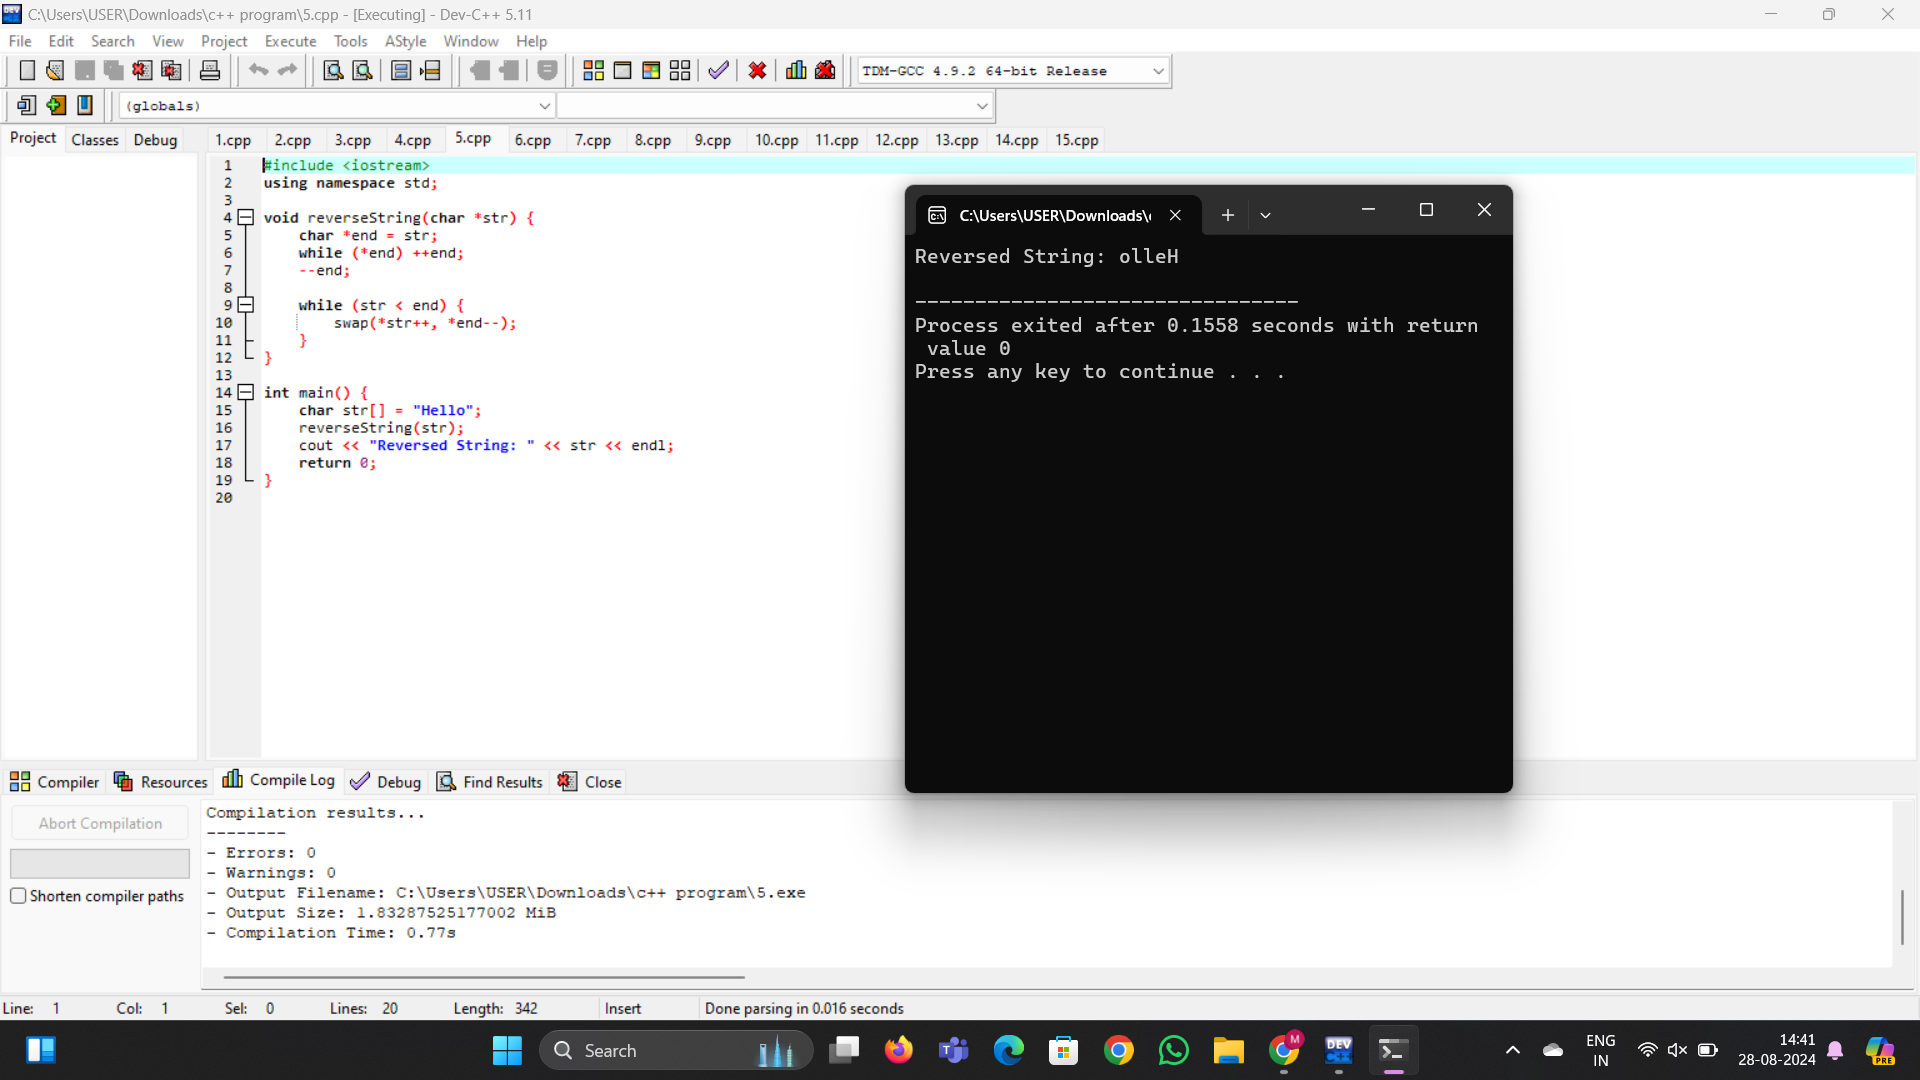 C:\Users\USER\Downloads\c++ program\5.cpp - [Executing] - Dev-C++ 5.11
File Edit Search View Project Execute Tools AStyle Window Help
TDM-GCC 4.9.2 64-bit Release
(globals)
Project Classes Debug 1.cpp 2.cpp 3.cpp 4.cpp 5.cpp 6.cpp 7.cpp 8.cpp 9.cpp 10.cpp 11.cpp 12.cpp 13.cpp 14.cpp 15.cpp
1 #include <iostream>
2 using namespace std;
3
4 void reverseString(char *str) {
5 char *end = str;
6 while (*end) ++end;
7 --end;
8
9 while (str < end) {
10 swap(*str++, *end--);
11 }
12 }
13
14 int main() {
15 char str[] = "Hello";
16 reverseString(str);
17 cout << "Reversed String: " << str << endl;
18 return 0;
19 }
20
C:\Users\USER\Downloads\
Reversed String: olleH
--------------------------------
Process exited after 0.1558 seconds with return
value 0
Press any key to continue . . .
Compiler Resources Compile Log Debug Find Results Close
Abort Compilation
Shorten compiler paths
Compilation results...
--------
- Errors: 0
- Warnings: 0
- Output Filename: C:\Users\USER\Downloads\c++ program\5.exe
- Output Size: 1.83287525177002 MiB
- Compilation Time: 0.77s
Line: 1 Col: 1 Sel: 0 Lines: 20 Length: 342 Insert Done parsing in 0.016 seconds
Search
M
DEV
ENG
IN
14:41
28-08-2024
PRE